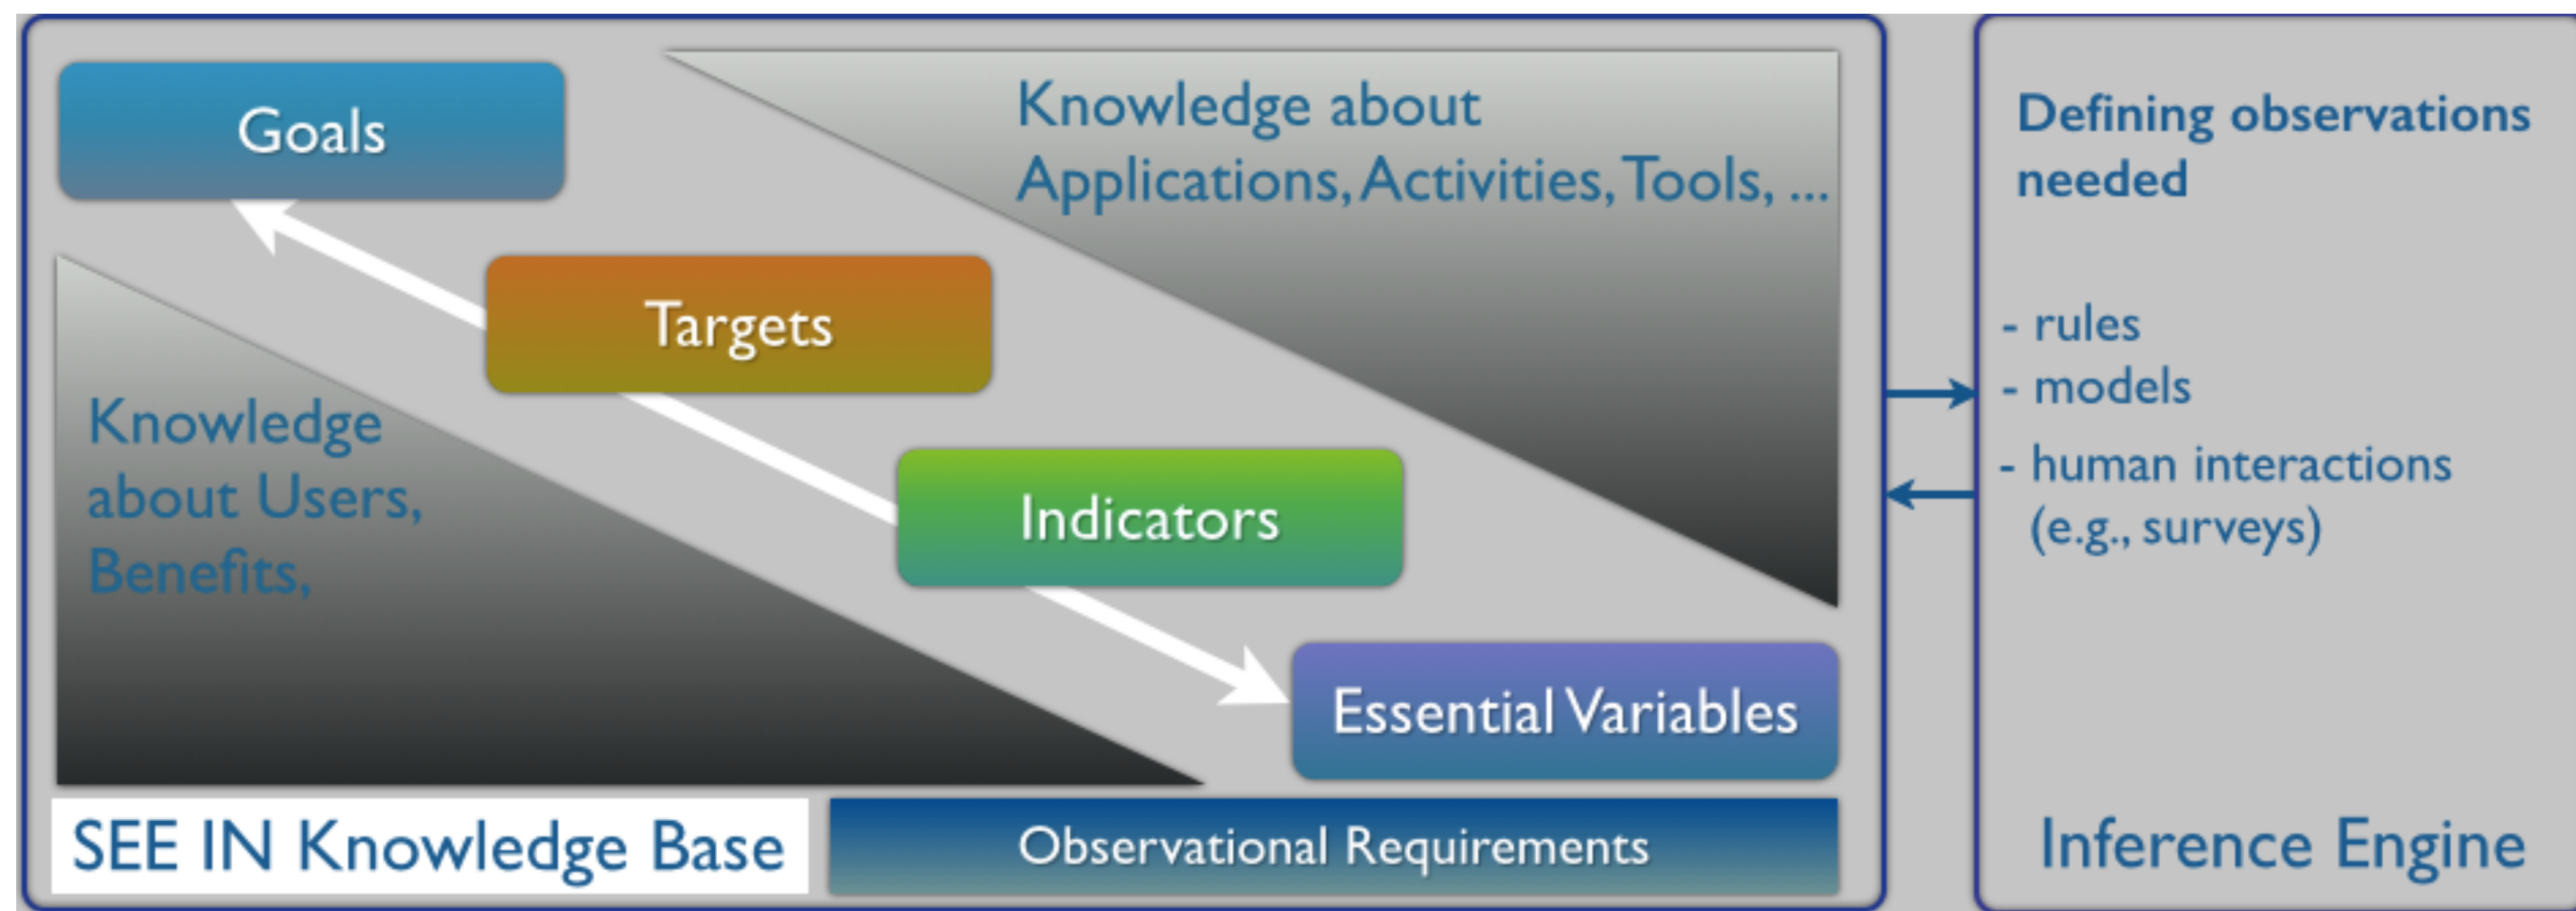 Goals
Knowledge about
Applications, Activities, Tools, ...
Targets
Knowledge
about Users,
Benefits,
Indicators
Essential Variables
SEE IN Knowledge Base
Observational Requirements
Defining observations
needed
- rules
- models
- human interactions
(e.g., surveys)
Inference Engine